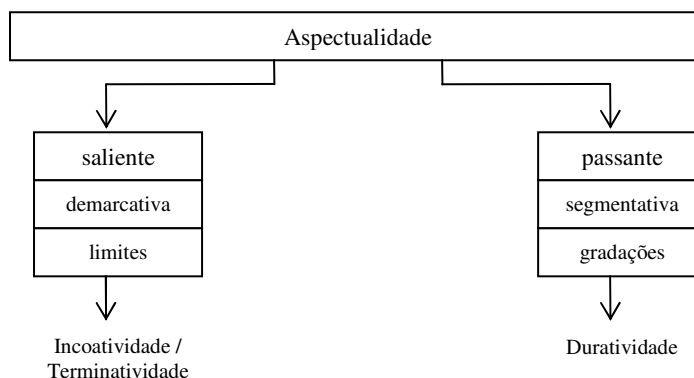 Aspectualidade
saliente
demarcativa
limites
Incoatividade /
Terminatividade
passante
segmentativa
gradações
Duratividade